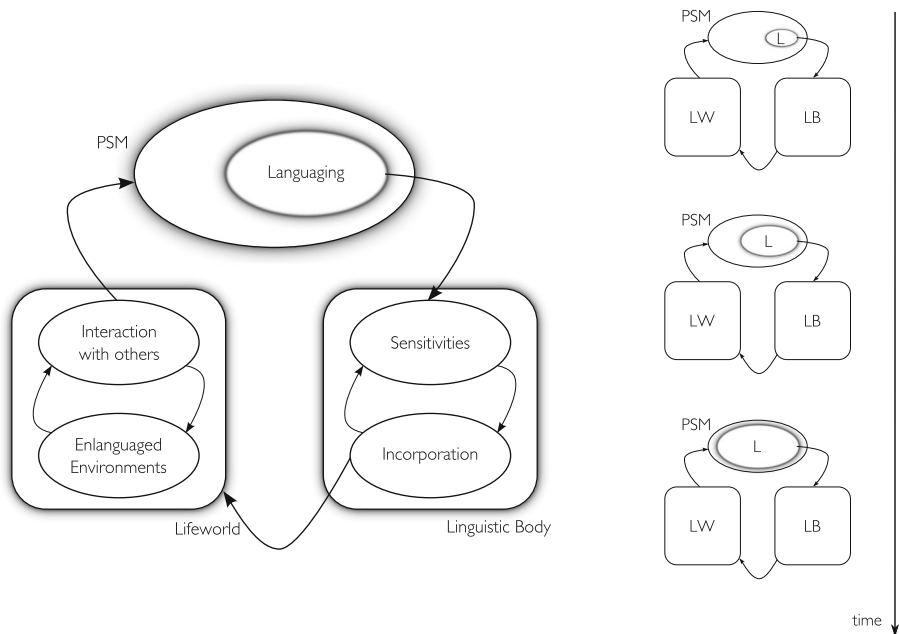 PSM
Languaging
Interaction
with others
Enlanguaged
Environments
Lifeworld
Sensitivities
Incorporation
Linguistic Body
PSM
L
LW
LB
PSM
L
LW
LB
PSM
L
LW
LB
time